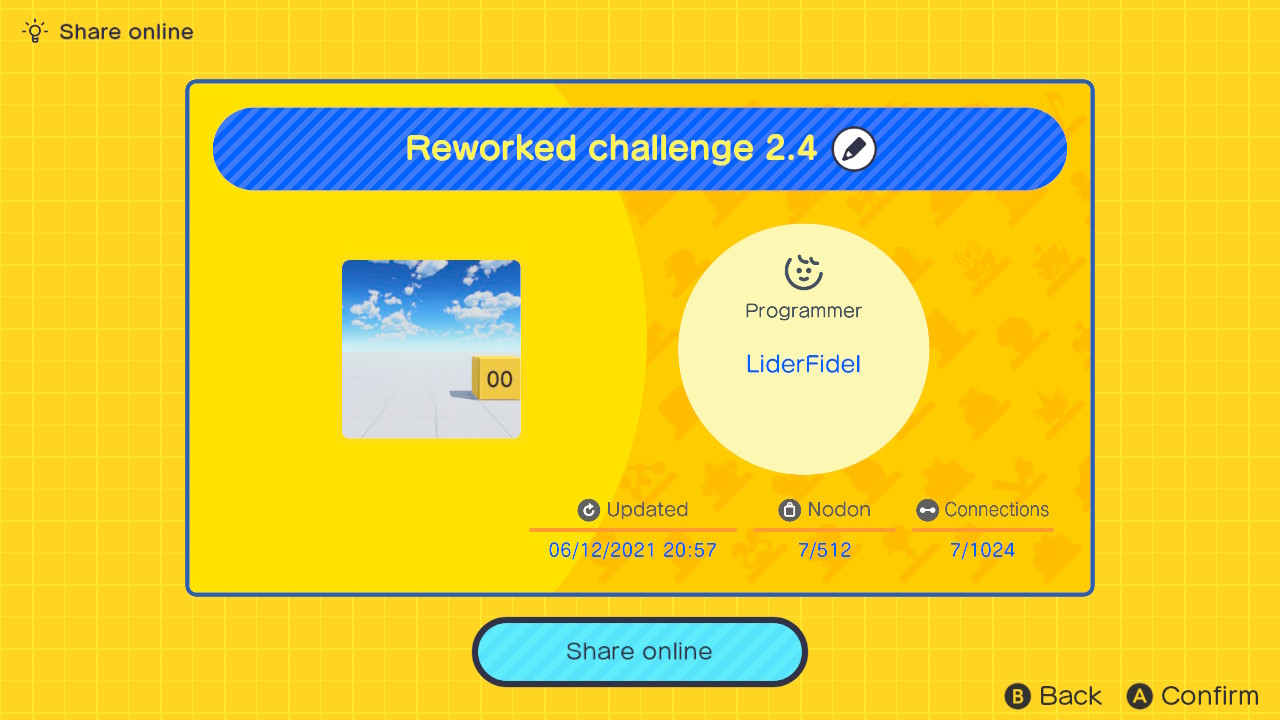 Share online
Reworked challenge 2.4
00
Programmer
LiderFidel
Updated
Nodon
Connections
06/12/2021 20:57
7/512
7/1024
Share online
B Back
A Confirm